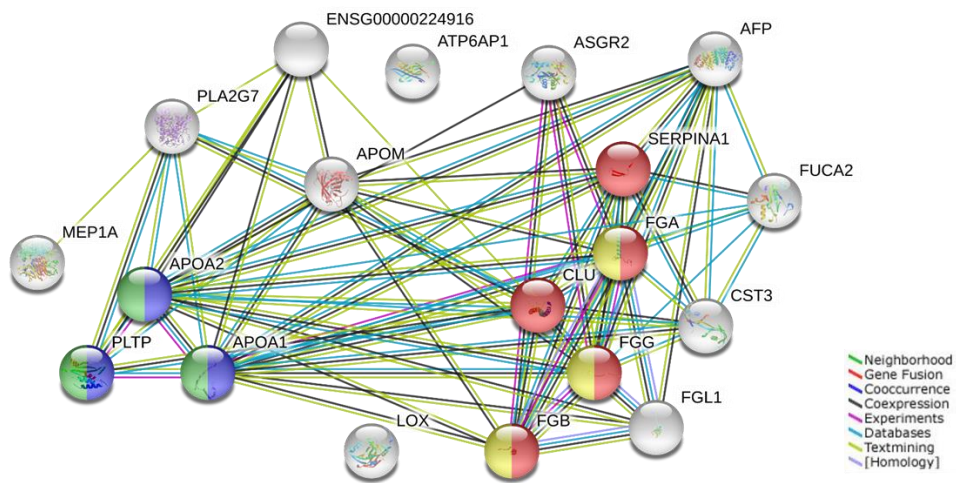 ENSG00000224916
ATP6AP1
ASGR2
AFP
PLA2G7
SERPINA1
APOM
FUCA2
FGA
MEP1A
APOA2
CLU
CST3
PLTP
APOA1
FGG
FGL1
LOX
FGB
Neighborhood
Gene Fusion
Cooccurrence
Coexpression
Experiments
Databases
Textmining
[Homology]